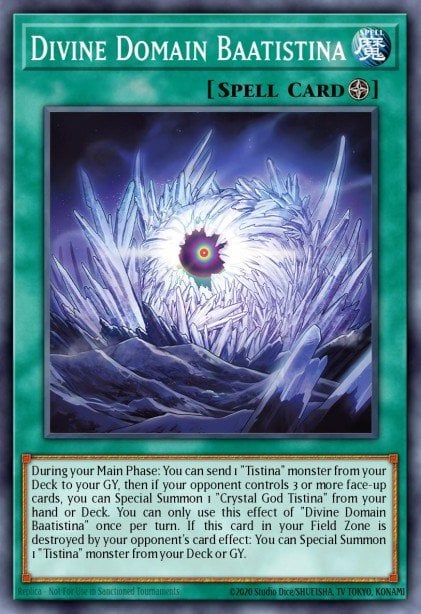 Divine Domain Baatistina
SPELL
魔
[Spell Card]
During your Main Phase: You can send 1 "Tistina" monster from your
Deck to your GY, then if your opponent controls 3 or more face-up
cards, you can Special Summon 1 "Crystal God Tistina" from your
hand or Deck. You can only use this effect of "Divine Domain
Baatistina" once per turn. If this card in your Field Zone is
destroyed by your opponent's card effect: You can Special Summon
1 "Tistina" monster from your Deck or GY.
Replica - Not For Use in Sanctioned Tournaments
©2020 Studio Dice/SHUEISHA, TV TOKYO, KONAMI